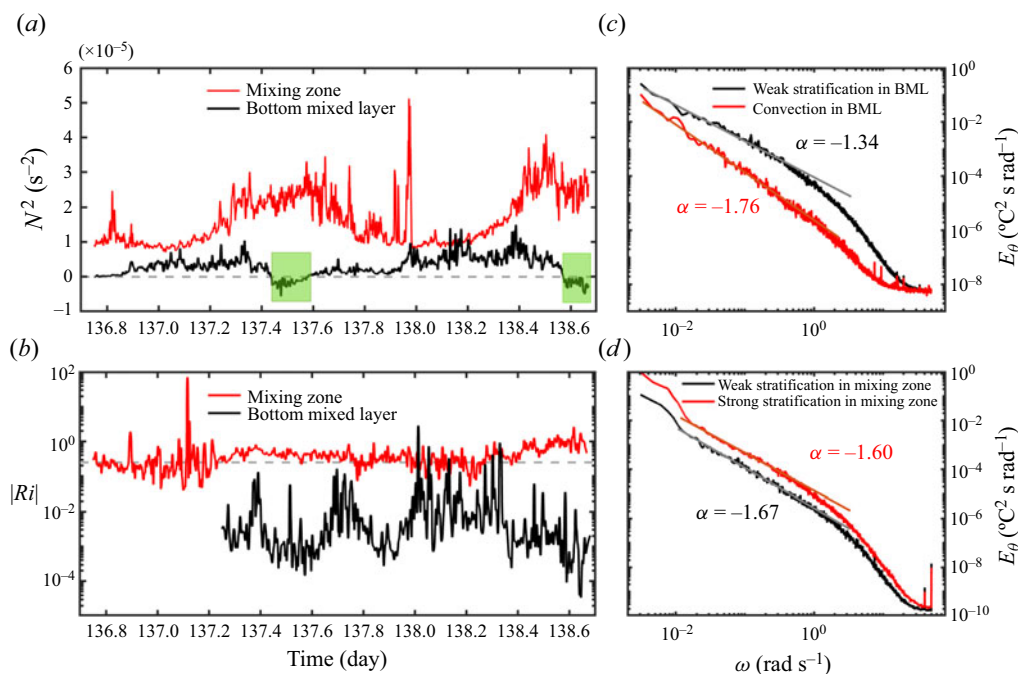 (a)
(×10⁻⁵)
6
5
4
3
2
1
0
−1
N² (s⁻²)
Mixing zone
Bottom mixed layer
136.8 137.0 137.2 137.4 137.6 137.8 138.0 138.2 138.4 138.6
(b)
10²
10⁰
10⁻²
10⁻⁴
|Ri|
Mixing zone
Bottom mixed layer
136.8 137.0 137.2 137.4 137.6 137.8 138.0 138.2 138.4 138.6
Time (day)
(c)
Weak stratification in BML
Convection in BML
α = −1.34
α = −1.76
10⁰
10⁻²
10⁻⁴
10⁻⁶
10⁻⁸
E_θ (°C² s rad⁻¹)
10⁻² 10⁰
(d)
Weak stratification in mixing zone
Strong stratification in mixing zone
α = −1.60
α = −1.67
10⁰
10⁻²
10⁻⁴
10⁻⁶
10⁻⁸
10⁻¹⁰
E_θ (°C² s rad⁻¹)
10⁻² 10⁰
ω (rad s⁻¹)